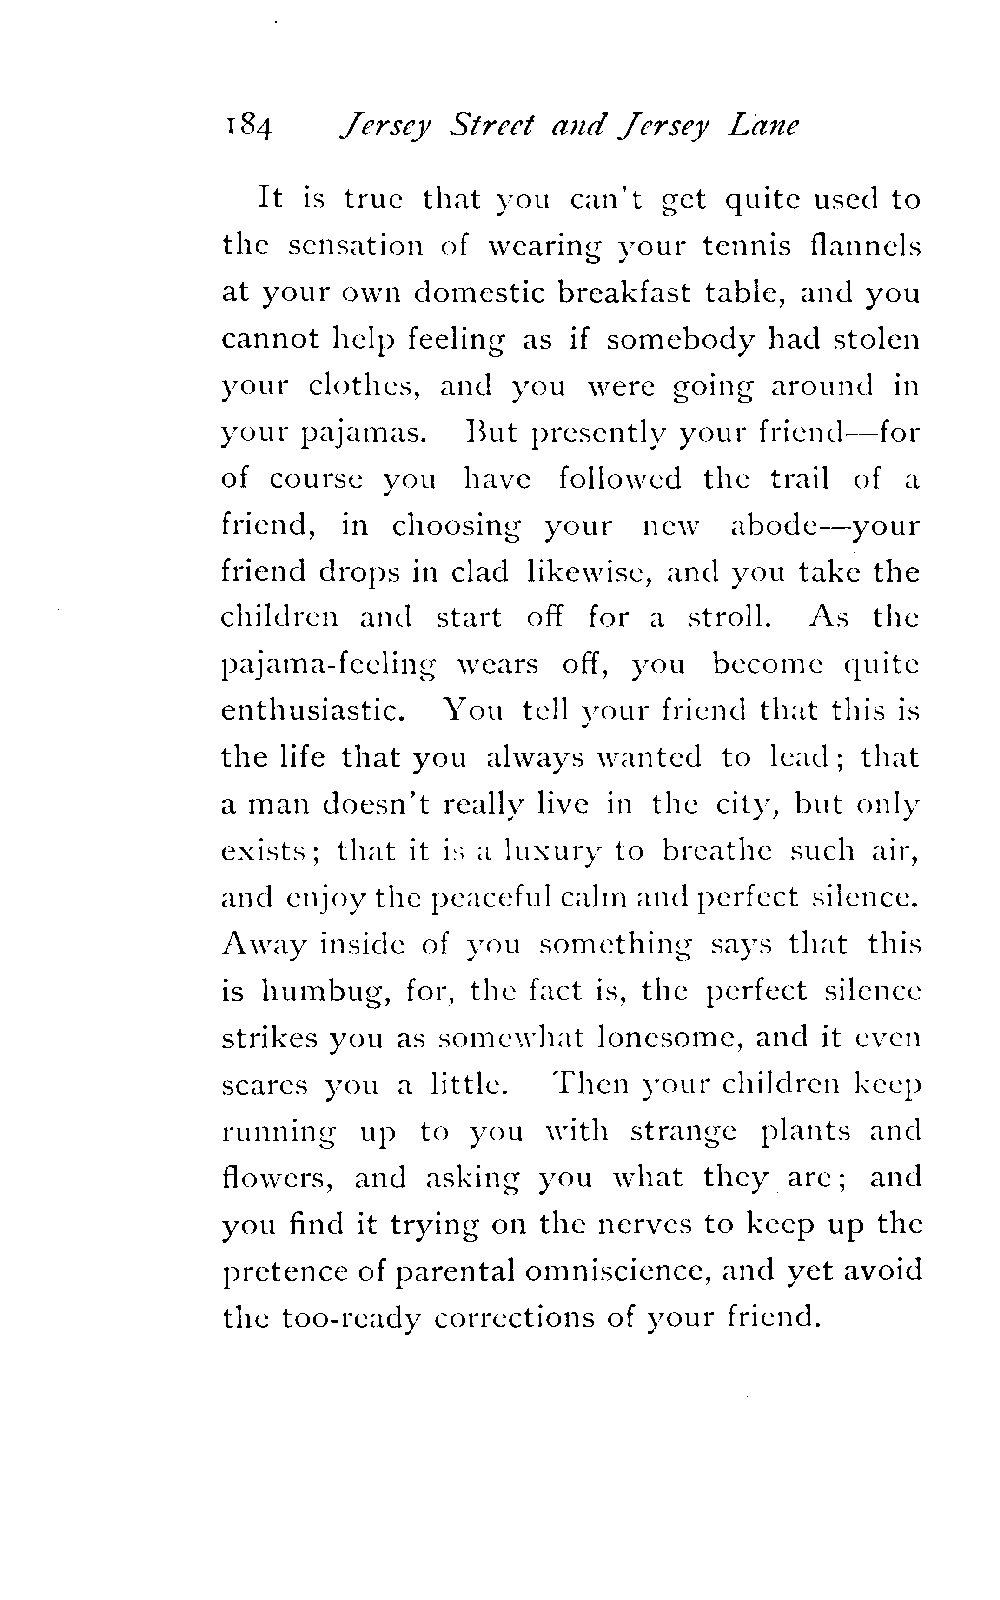 184 Jersey Street and Jersey Lane
It is true that you can't get quite used to
the sensation of wearing your tennis flannels
at your own domestic breakfast table, and you
cannot help feeling as if somebody had stolen
your clothes, and you were going around in
your pajamas. But presently your friend—for
of course you have followed the trail of a
friend, in choosing your new abode—your
friend drops in clad likewise, and you take the
children and start off for a stroll. As the
pajama-feeling wears off, you become quite
enthusiastic. You tell your friend that this is
the life that you always wanted to lead; that
a man doesn't really live in the city, but only
exists; that it is a luxury to breathe such air,
and enjoy the peaceful calm and perfect silence.
Away inside of you something says that this
is humbug, for, the fact is, the perfect silence
strikes you as somewhat lonesome, and it even
scares you a little. Then your children keep
running up to you with strange plants and
flowers, and asking you what they are; and
you find it trying on the nerves to keep up the
pretence of parental omniscience, and yet avoid
the too-ready corrections of your friend.